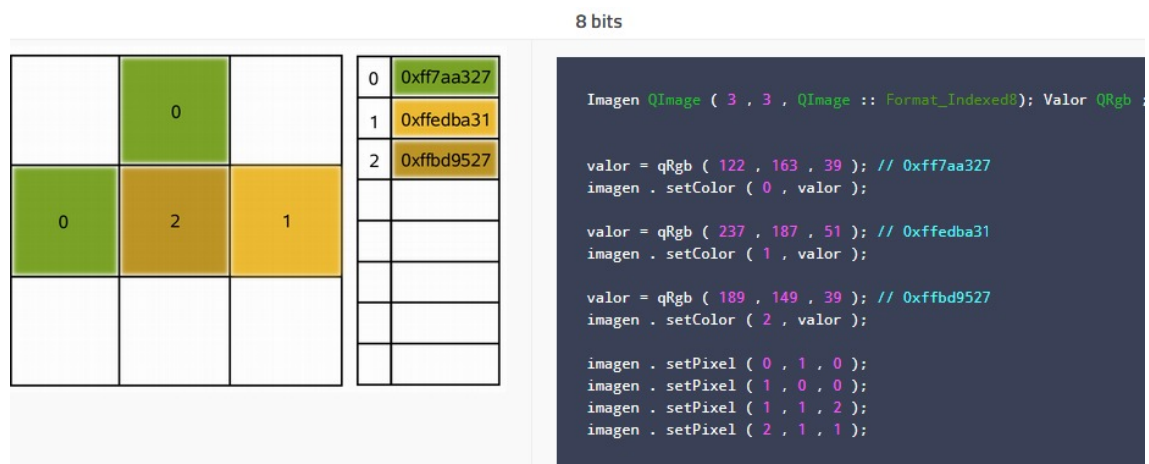 8 bits
0
0 2 1
0 0xff7aa327
1 0xffedba31
2 0xffbd9527
Imagen QImage ( 3 , 3 , QImage :: Format_Indexed8); Valor QRgb ;
valor = qRgb ( 122 , 163 , 39 ); // 0xff7aa327
imagen . setColor ( 0 , valor );
valor = qRgb ( 237 , 187 , 51 ); // 0xffedba31
imagen . setColor ( 1 , valor );
valor = qRgb ( 189 , 149 , 39 ); // 0xffbd9527
imagen . setColor ( 2 , valor );
imagen . setPixel ( 0 , 1 , 0 );
imagen . setPixel ( 1 , 0 , 0 );
imagen . setPixel ( 1 , 1 , 2 );
imagen . setPixel ( 2 , 1 , 1 );